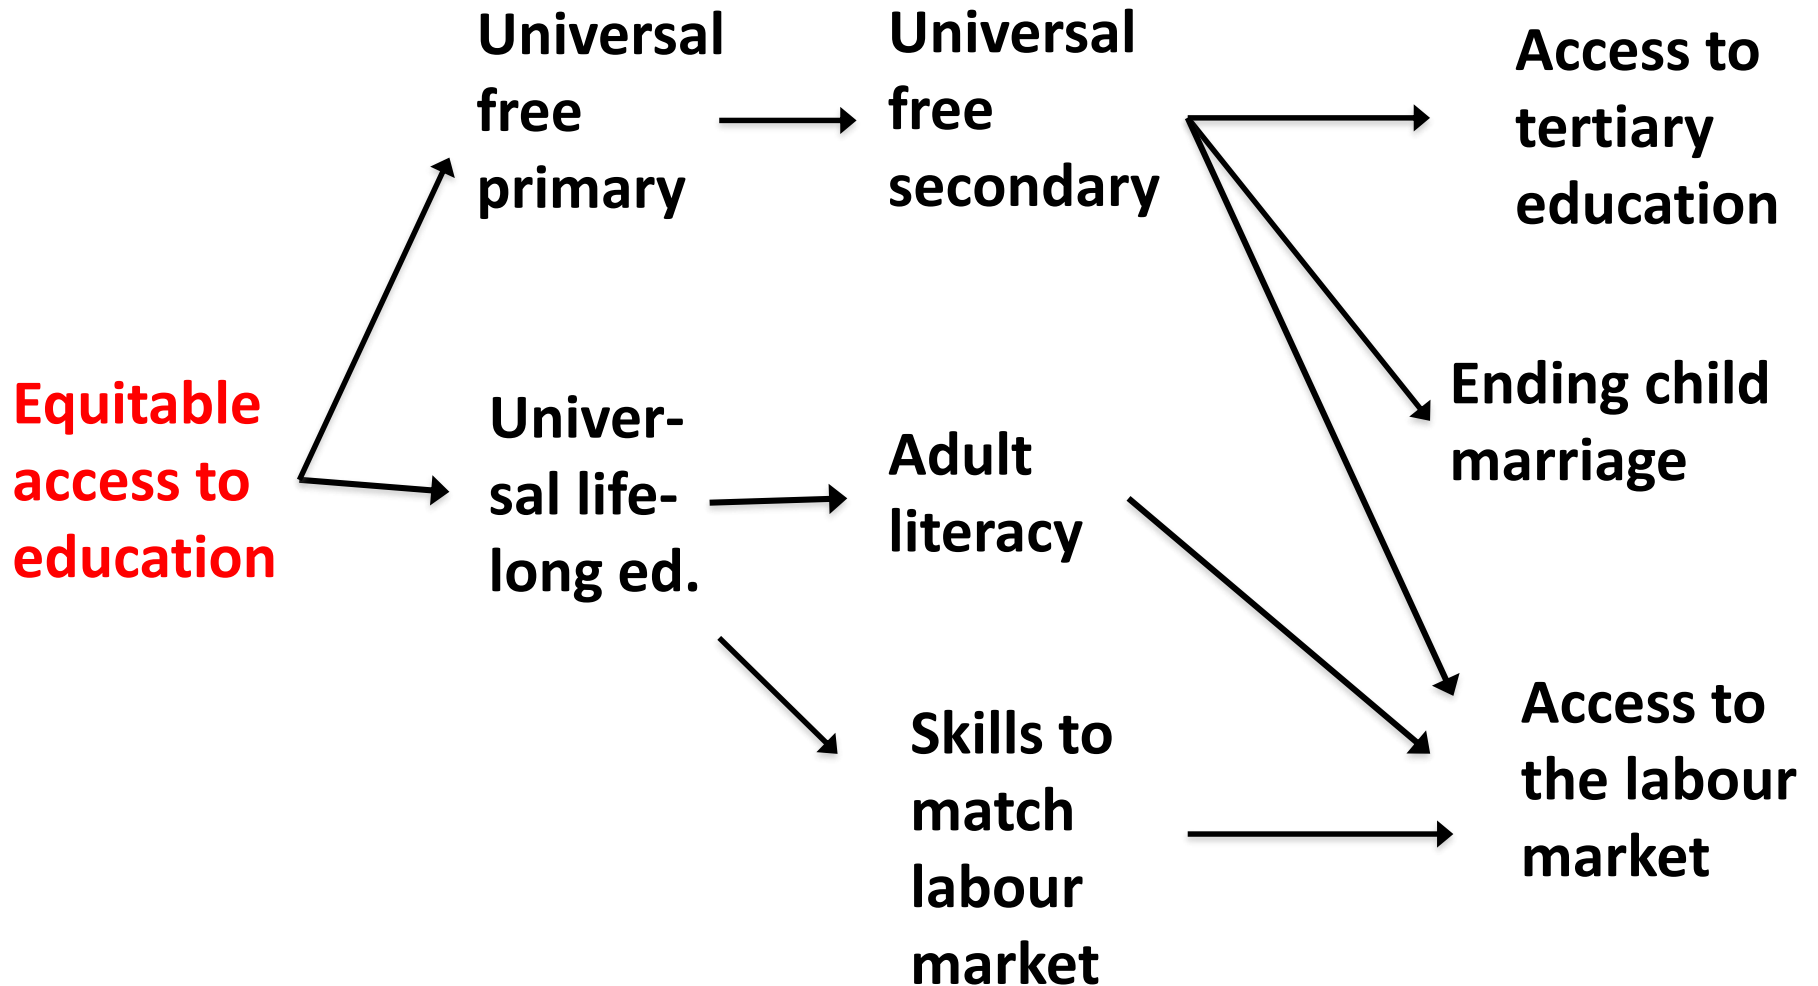 Universal
free
primary
Universal
free
secondary
Access to
tertiary
education
Equitable
access to
education
Univer-
sal life-
long ed.
Adult
literacy
Ending child
marriage
Skills to
match
labour
market
Access to
the labour
market